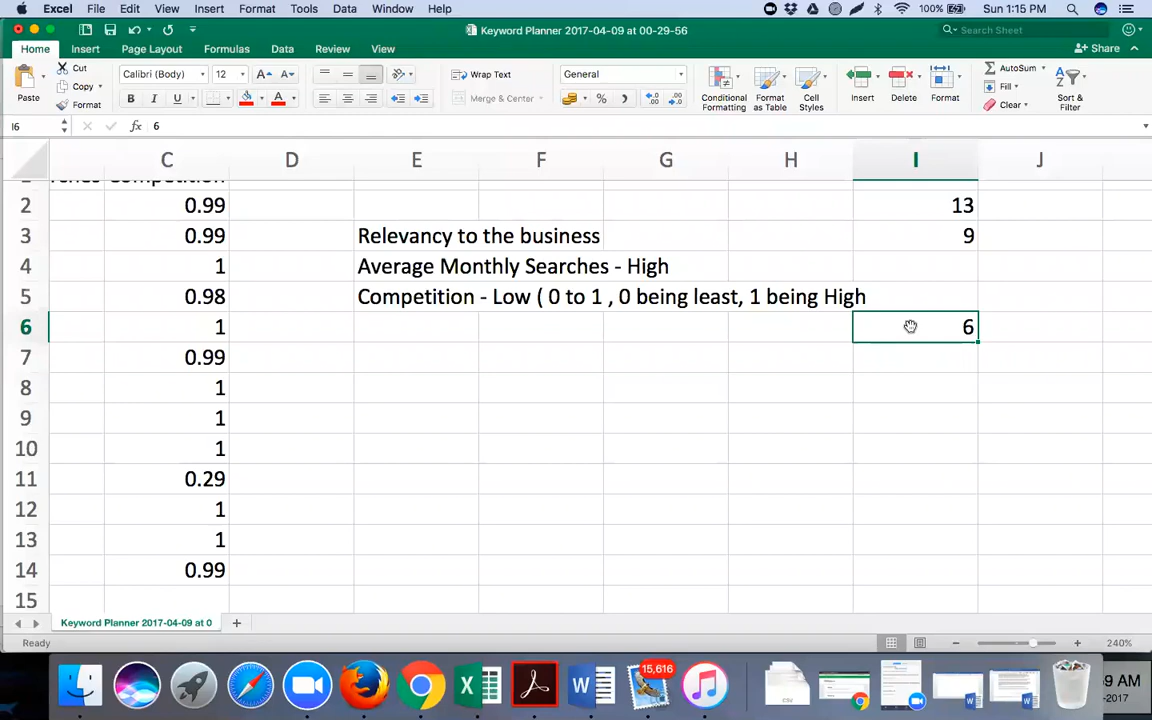 Excel File Edit View Insert Format Tools Data Window Help 100% Sun 1:15 PM
Keyword Planner 2017-04-09 at 00-29-56
Search Sheet
Home Insert Page Layout Formulas Data Review View Share
Cut
Copy
Format
Paste
Calibri (Body) 12
Wrap Text
Merge & Center
General
Conditional Formatting
Format as Table
Cell Styles
Insert Delete Format
AutoSum
Fill
Clear
Sort & Filter
I6 fx 6
C D E F G H I J
Competition
2 0.99 13
3 0.99 Relevancy to the business 9
4 1 Average Monthly Searches - High
5 0.98 Competition - Low ( 0 to 1 , 0 being least, 1 being High
6 1 6
7 0.99
8 1
9 1
10 1
11 0.29
12 1
13 1
14 0.99
15
Keyword Planner 2017-04-09 at 0
Ready 240%
15,616
CSV
9 AM
-2017